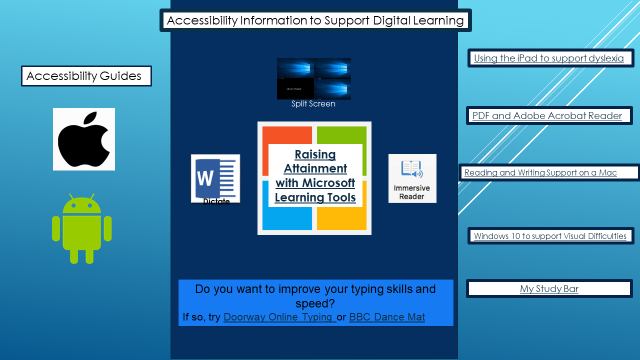 Accessibility Information to Support Digital Learning
Accessibility Guides
Split Screen
W
Dictate
Raising
Attainment
with Microsoft
Learning Tools
Immersive
Reader
Do you want to improve your typing skills and
speed?
If so, try Doorway Online Typing or BBC Dance Mat
Using the iPad to support dyslexia
PDF and Adobe Acrobat Reader
Reading and Writing Support on a Mac
Windows 10 to support Visual Difficulties
My Study Bar